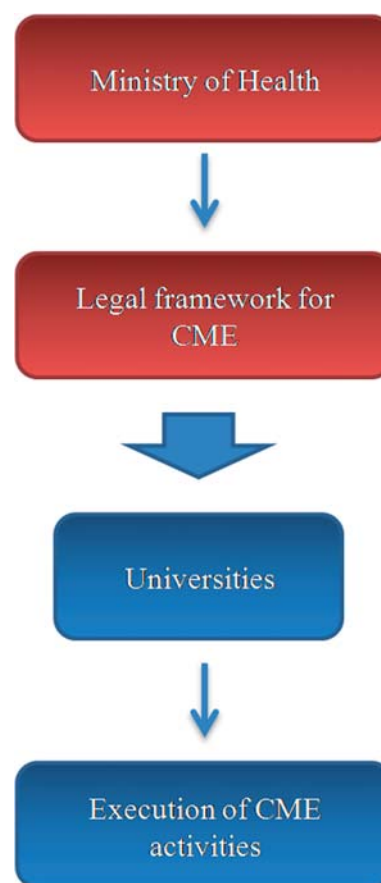 Ministry of Health
Legal framework for
CME
Universities
Execution of CME
activities